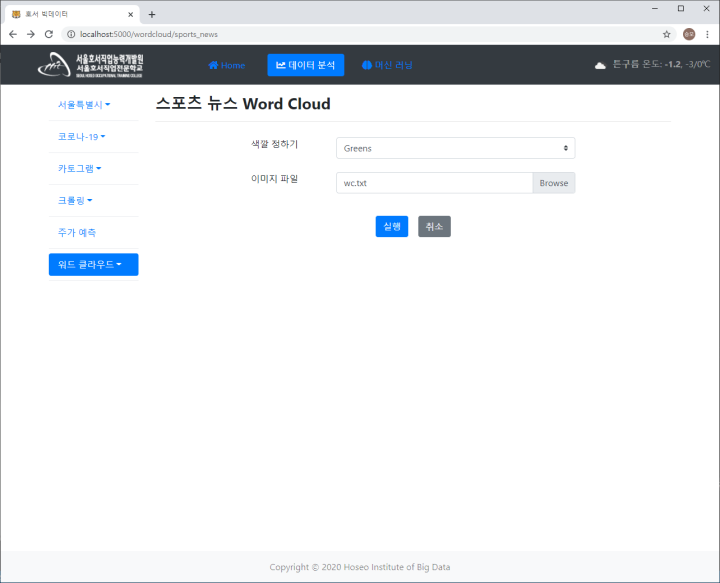 호서 빅데이터
localhost:5000/wordcloud/sports_news
서울호서직업능력개발원
서울호서직업전문학교
SEOUL HOSEO OCCUPATIONAL TRAINING COLLEGE
Home
데이터 분석
머신 러닝
튼구름 온도: -1.2, -3/0℃
서울특별시
코로나-19
카토그램
크롤링
주가 예측
워드 클라우드
스포츠 뉴스 Word Cloud
색깔 정하기
Greens
이미지 파일
wc.txt
Browse
실행
취소
Copyright © 2020 Hoseo Institute of Big Data